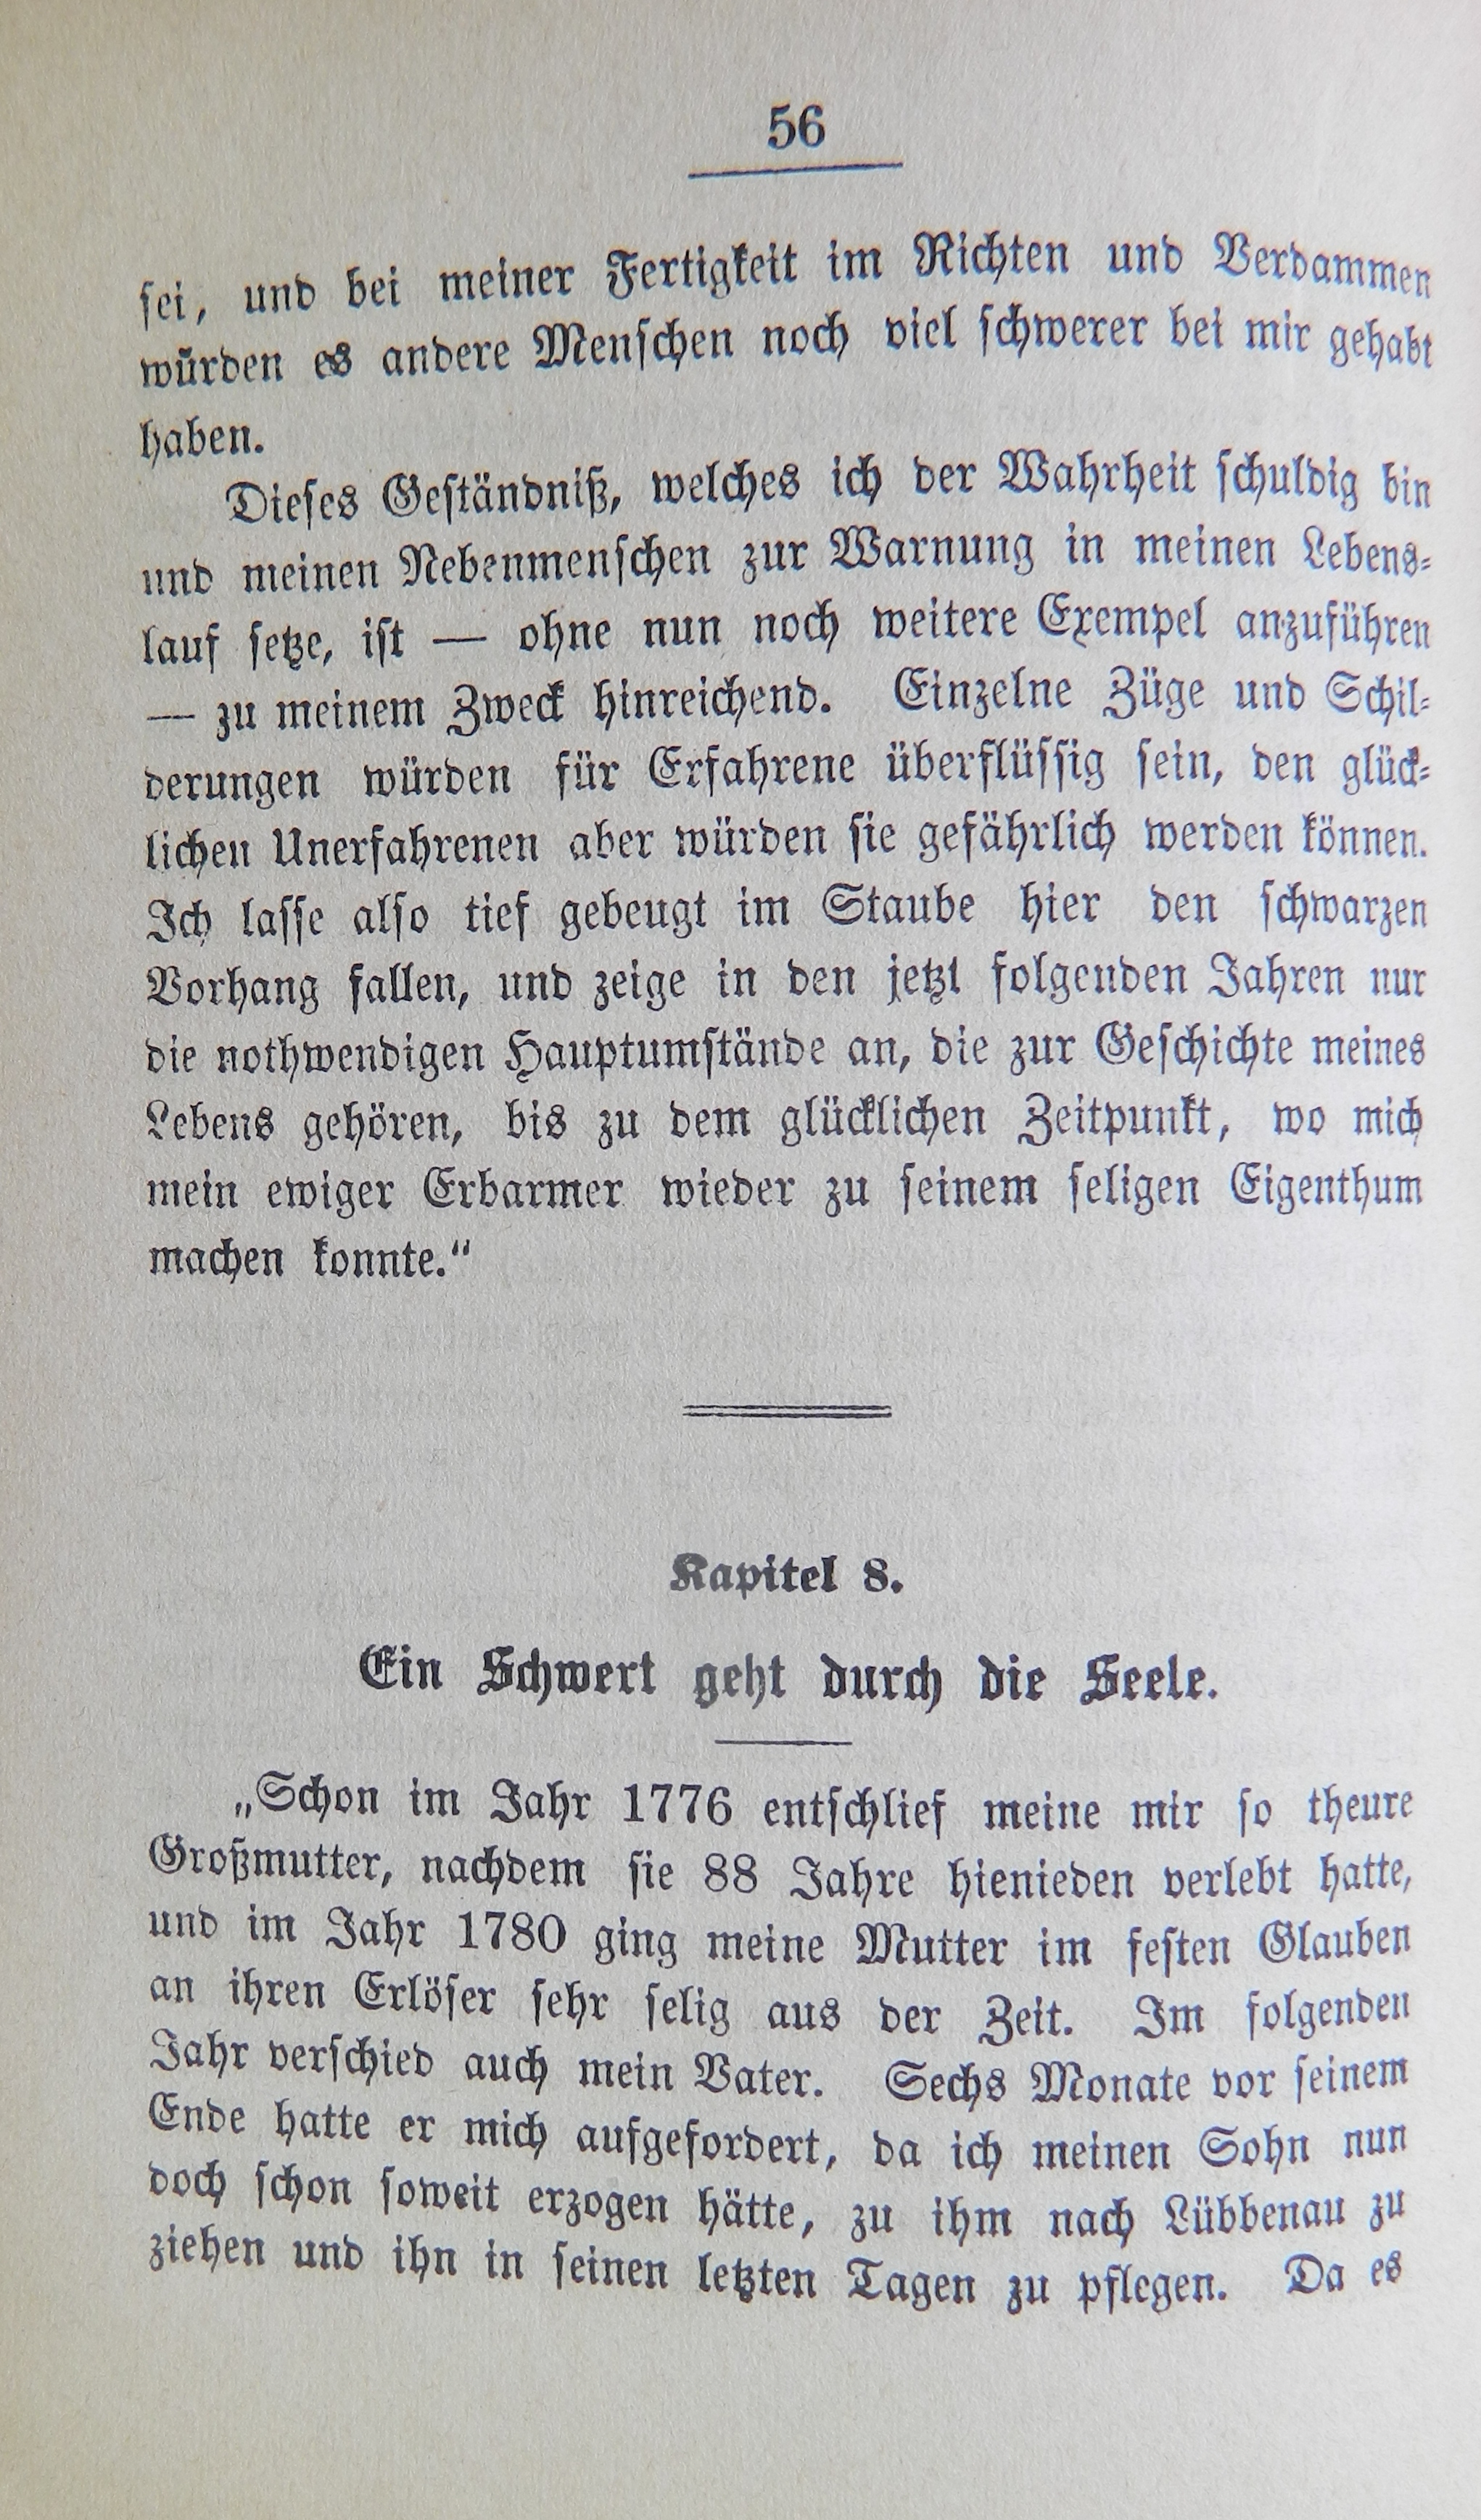 56
sei, und bei meiner Fertigkeit im Richten und Verdammen
würden es andere Menschen noch viel schwerer bei mir gehabt
haben.
Dieses Geständniß, welches ich der Wahrheit schuldig bin
und meinen Nebenmenschen zur Warnung in meinen Lebens-
lauf setze, ist — ohne nun noch weitere Exempel anzuführen
— zu meinem Zweck hinreichend. Einzelne Züge und Schil-
derungen würden für Erfahrene überflüssig sein, den glück-
lichen Unerfahrenen aber würden sie gefährlich werden können.
Ich lasse also tief gebeugt im Staube hier den schwarzen
Vorhang fallen, und zeige in den jetzt folgenden Jahren nur
die nothwendigen Hauptumstände an, die zur Geschichte meines
Lebens gehören, bis zu dem glücklichen Zeitpunkt, wo mich
mein ewiger Erbarmer wieder zu seinem seligen Eigenthum
machen konnte.“
Kapitel 8.
Ein Schwert geht durch die Seele.
„Schon im Jahr 1776 entschlief meine mir so theure
Großmutter, nachdem sie 88 Jahre hienieden verlebt hatte,
und im Jahr 1780 ging meine Mutter im festen Glauben
an ihren Erlöser sehr selig aus der Zeit. Im folgenden
Jahr verschied auch mein Vater. Sechs Monate vor seinem
Ende hatte er mich aufgefordert, da ich meinen Sohn nun
doch schon soweit erzogen hätte, zu ihm nach Lübbenau zu
ziehen und ihn in seinen letzten Tagen zu pflegen. Da es